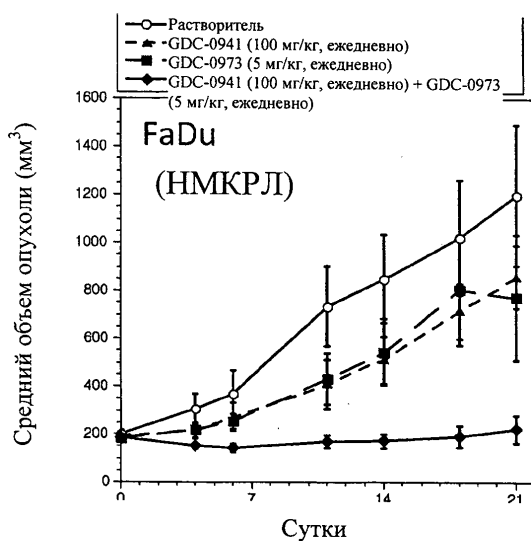 Растворитель
GDC-0941 (100 мг/кг, ежедневно)
GDC-0973 (5 мг/кг, ежедневно)
GDC-0941 (100 мг/кг, ежедневно) + GDC-0973
(5 мг/кг, ежедневно)
FaDu
(НМКРЛ)
Средний объем опухоли (мм³)
1600
1400
1200
1000
800
600
400
200
0
0
7
14
21
Сутки